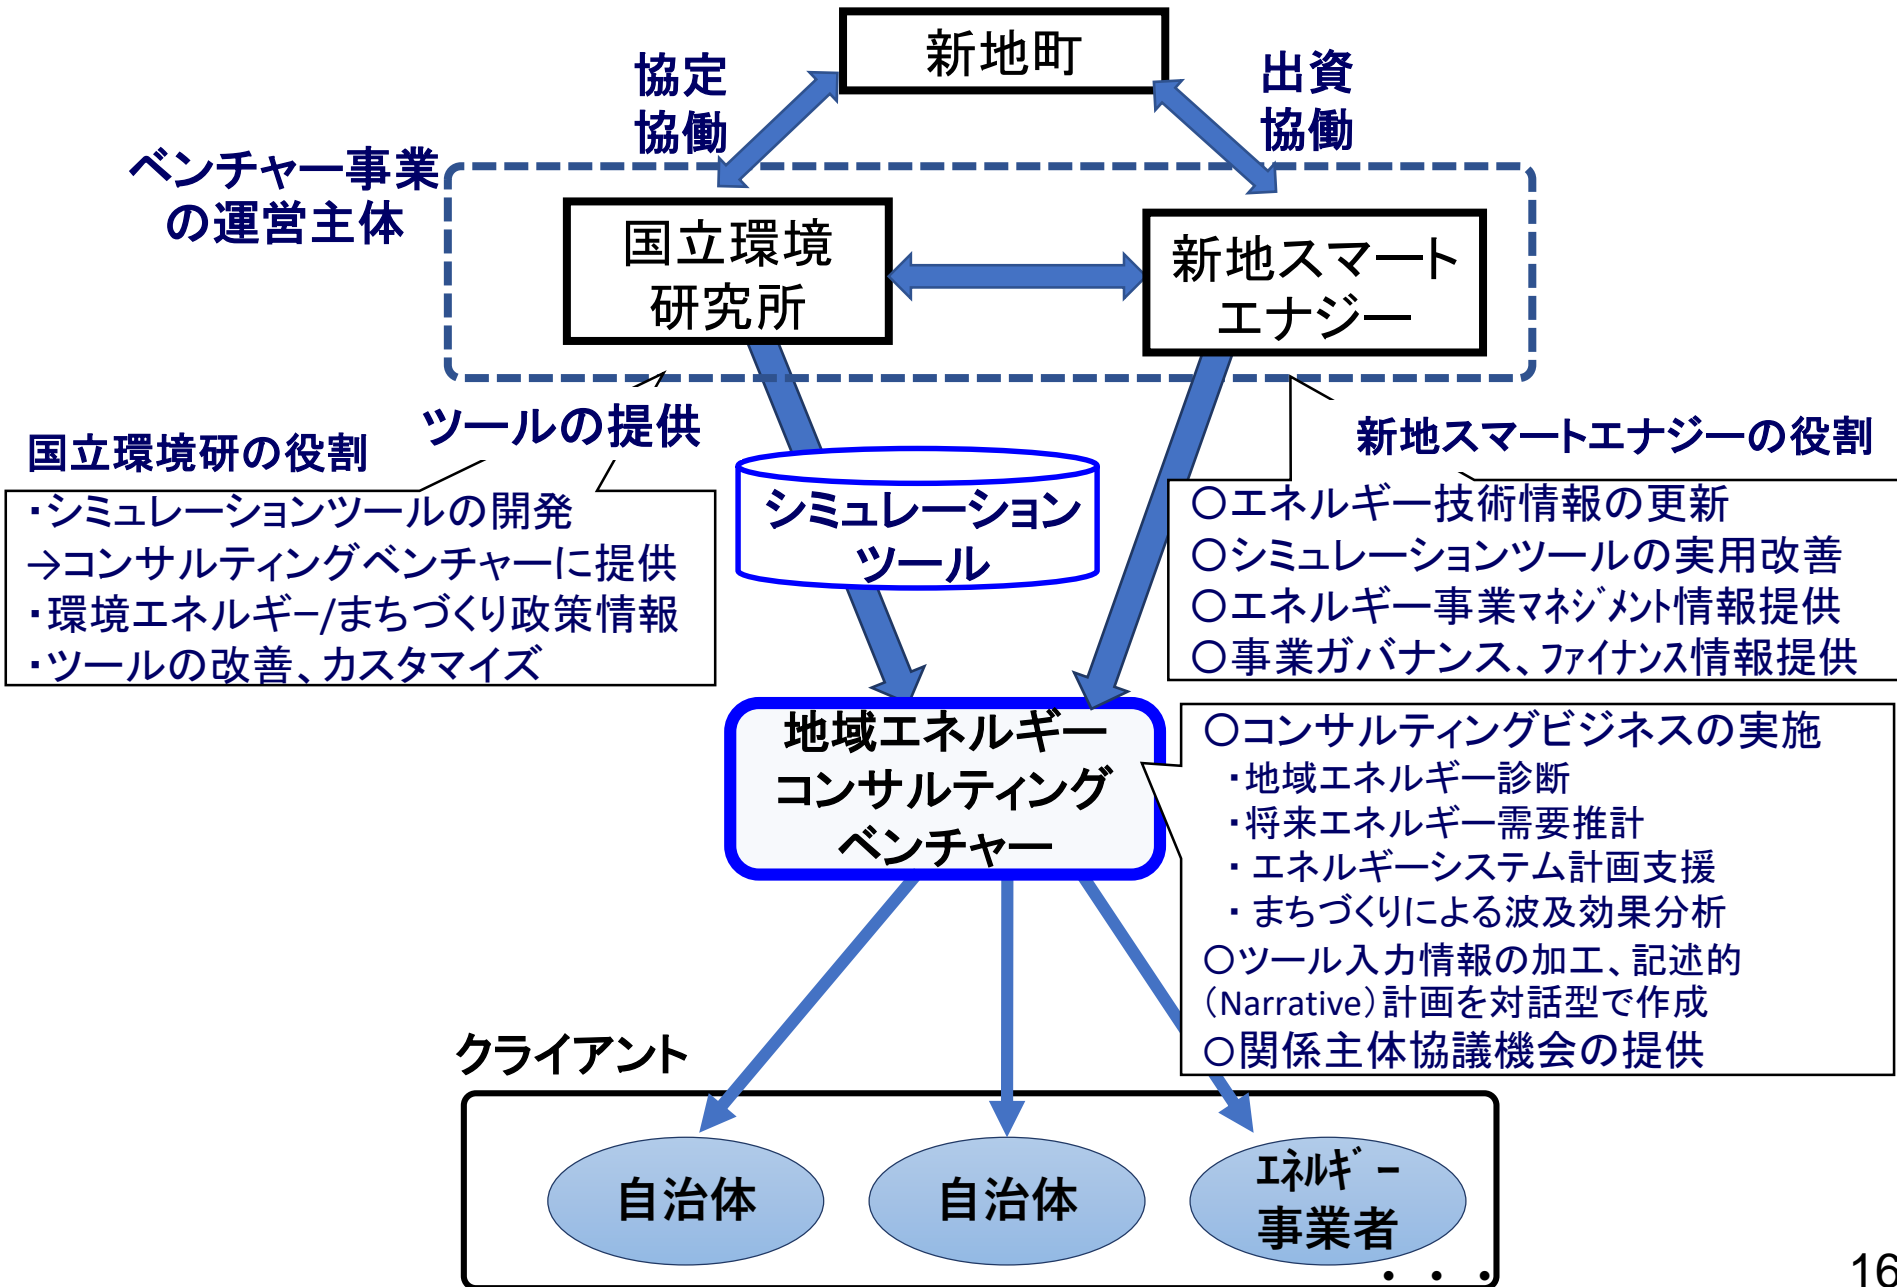 新地町
協定
協働
出資
協働
ベンチャー事業
の運営主体
国立環境
研究所
新地スマート
エナジー
ツールの提供
国立環境研の役割
・シミュレーションツールの開発
→コンサルティングベンチャーに提供
・環境エネルギー/まちづくり政策情報
・ツールの改善、カスタマイズ
シミュレーション
ツール
新地スマートエナジーの役割
○エネルギー技術情報の更新
○シミュレーションツールの実用改善
○エネルギー事業ﾏﾈｼﾞﾒﾝﾄ情報提供
○事業ガバナンス、ﾌｧｲﾅﾝｽ情報提供
地域エネルギー
コンサルティング
ベンチャー
○コンサルティングビジネスの実施
・地域エネルギー診断
・将来エネルギー需要推計
・エネルギーシステム計画支援
・まちづくりによる波及効果分析
○ツール入力情報の加工、記述的
（Narrative）計画を対話型で作成
○関係主体協議機会の提供
クライアント
自治体
自治体
ｴﾈﾙｷﾞｰ
事業者
・・・
16